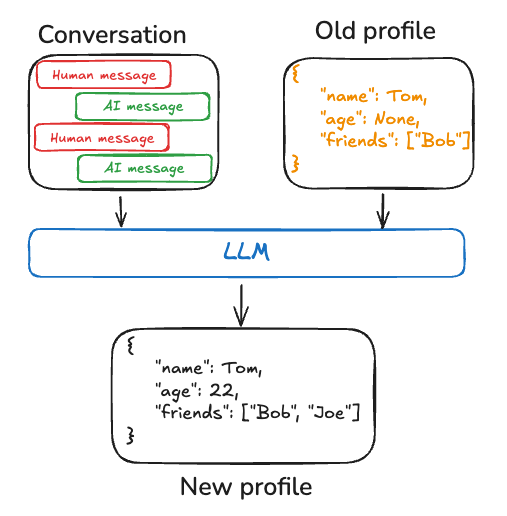 Conversation
Human message
AI message
Human message
AI message
Old profile
{
"name": Tom,
"age": None,
"friends": ["Bob"]
}
LLM
{
"name": Tom,
"age": 22,
"friends": ["Bob", "Joe"]
}
New profile